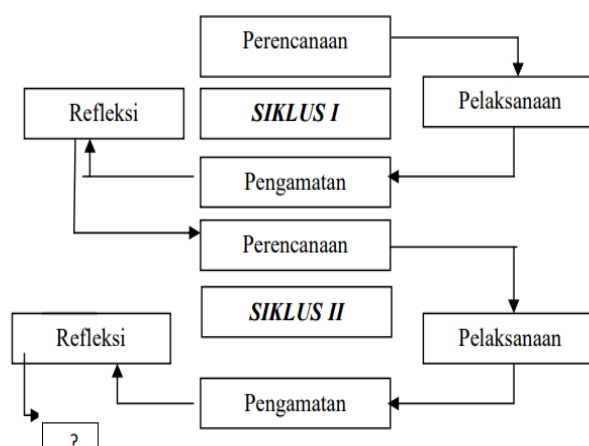 Perencanaan
Pelaksanaan
Refleksi
SIKLUS I
Pengamatan
Perencanaan
SIKLUS II
Refleksi
Pelaksanaan
Pengamatan
?